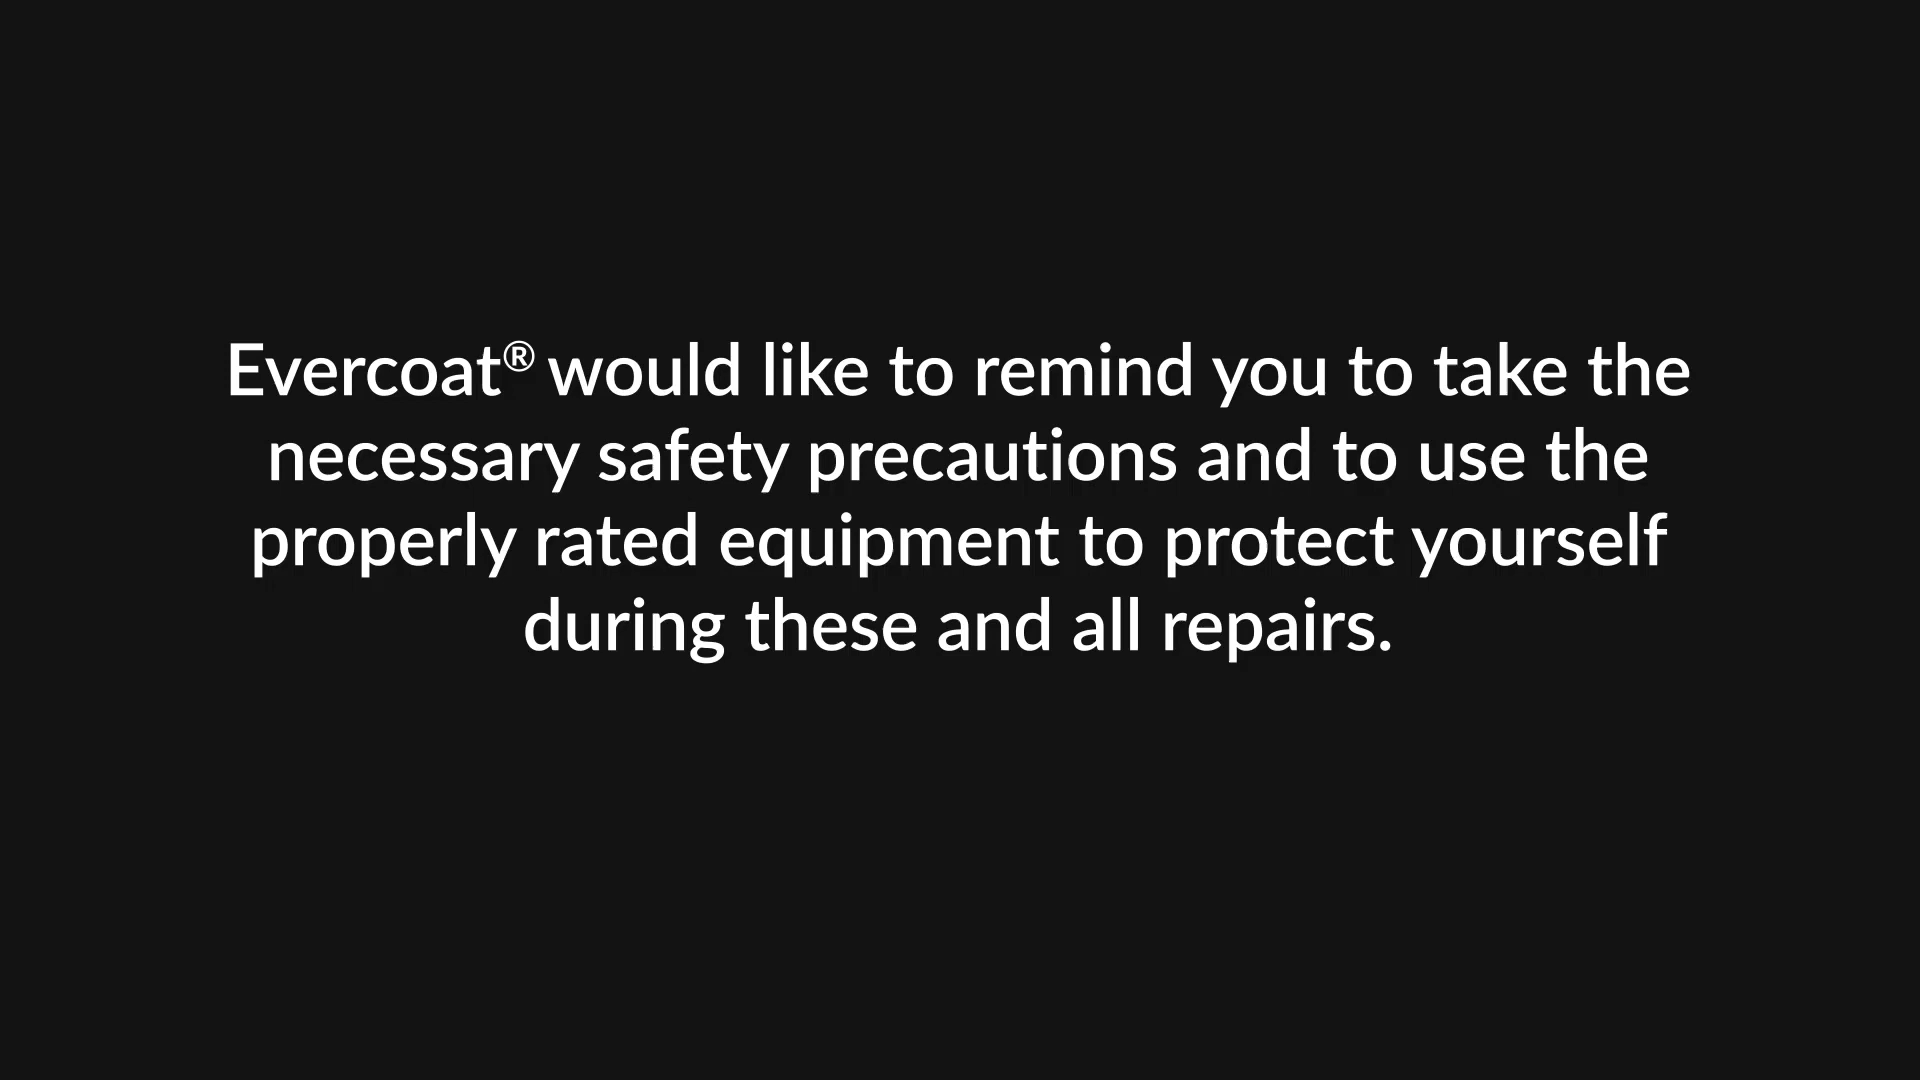 Evercoat® would like to remind you to take the
necessary safety precautions and to use the
properly rated equipment to protect yourself
during these and all repairs.